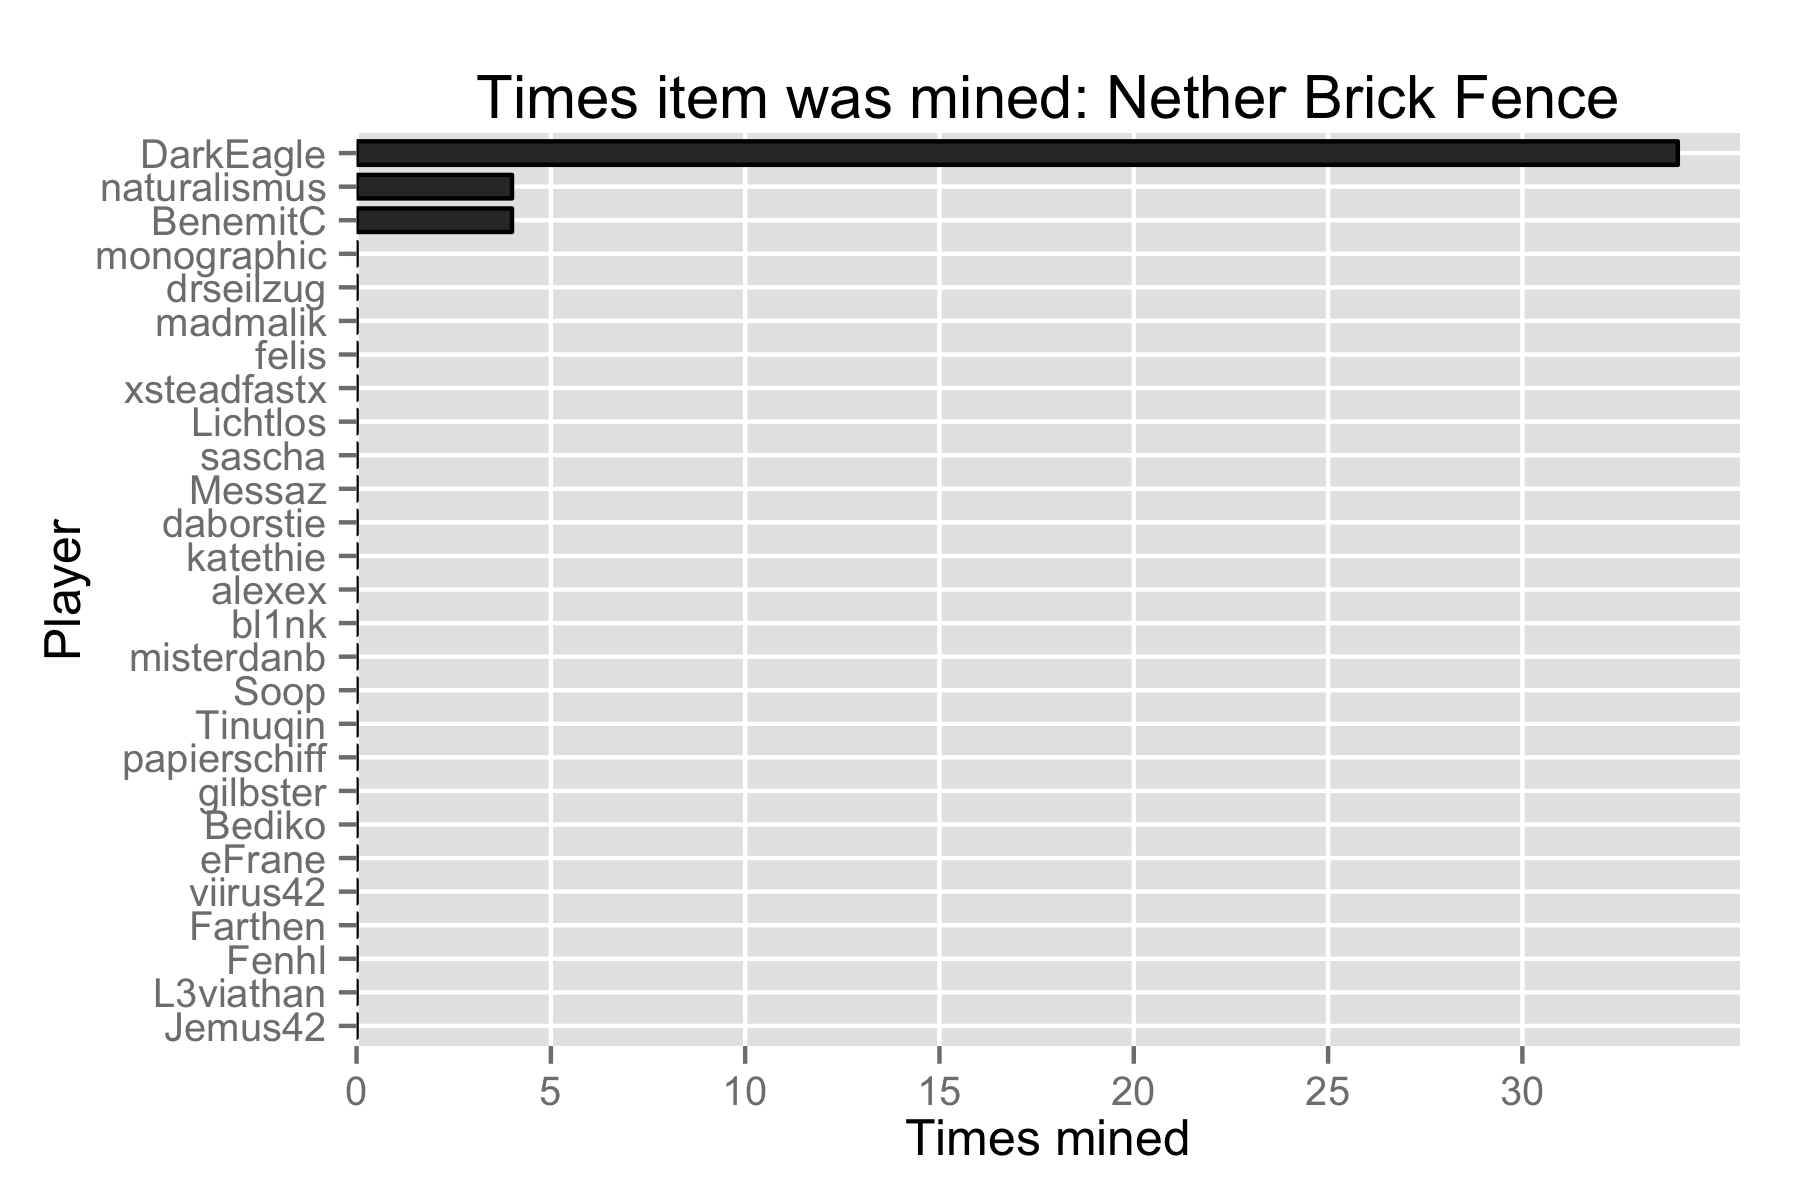 Times item was mined: Nether Brick Fence
DarkEagle
naturalismus
BenemitC
monographic
drseilzug
madmalik
felis
xsteadfastx
Lichtlos
sascha
Messaz
daborstie
katethie
alexex
bl1nk
misterdanb
Soop
Tinuqin
papierschiff
gilbster
Bediko
eFrane
viirus42
Farthen
Fenhl
L3viathan
Jemus42
Player
0 5 10 15 20 25 30
Times mined